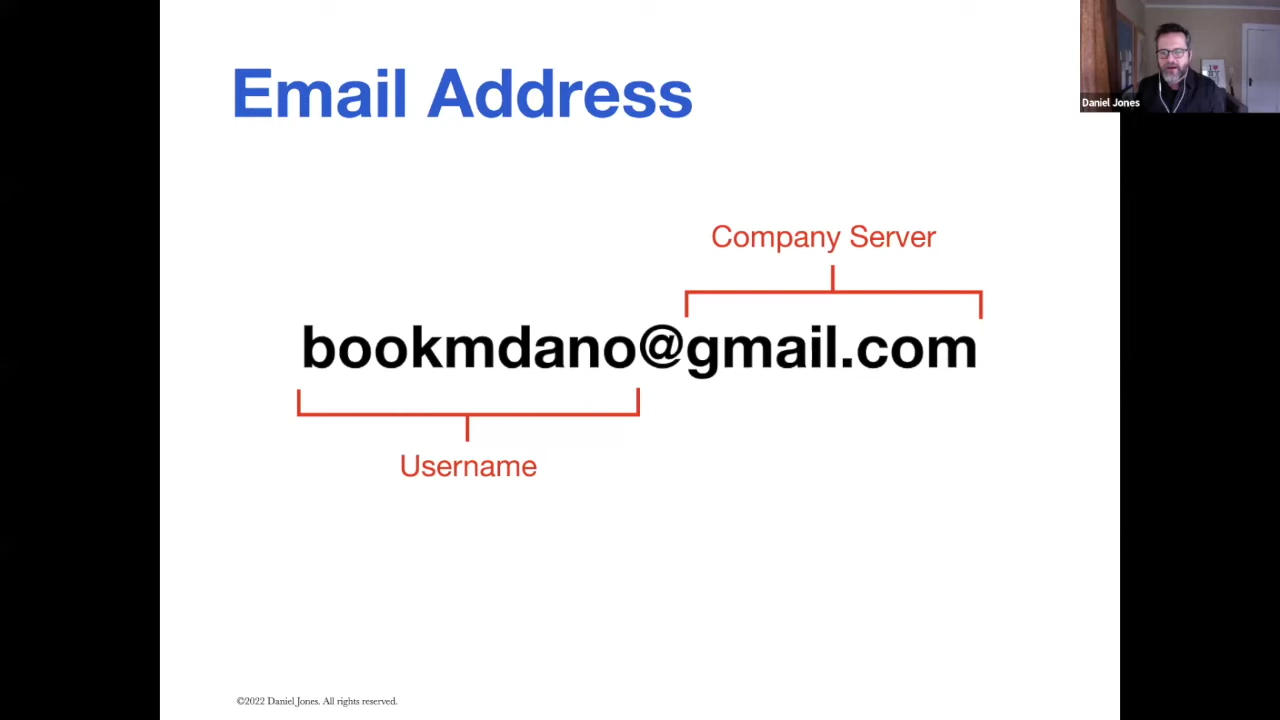 Email Address
Daniel Jones
Company Server
bookmdano@gmail.com
Username
©2022 Daniel Jones. All rights reserved.